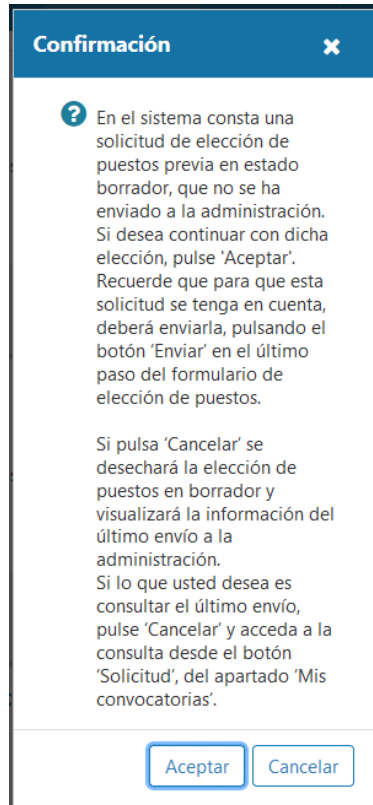 Confirmación
En el sistema consta una
solicitud de elección de
puestos previa en estado
borrador, que no se ha
enviado a la administración.
Si desea continuar con dicha
elección, pulse 'Aceptar'.
Recuerde que para que esta
solicitud se tenga en cuenta,
deberá enviarla, pulsando el
botón ‘Enviar’ en el último
paso del formulario de
elección de puestos.
Si pulsa ‘Cancelar’ se
desechará la elección de
puestos en borrador y
visualizará la información del
último envío a la
administración.
Si lo que usted desea es
consultar el último envío,
pulse ‘Cancelar’ y acceda a la
consulta desde el botón
‘Solicitud’, del apartado ‘Mis
convocatorias’.
Aceptar Cancelar